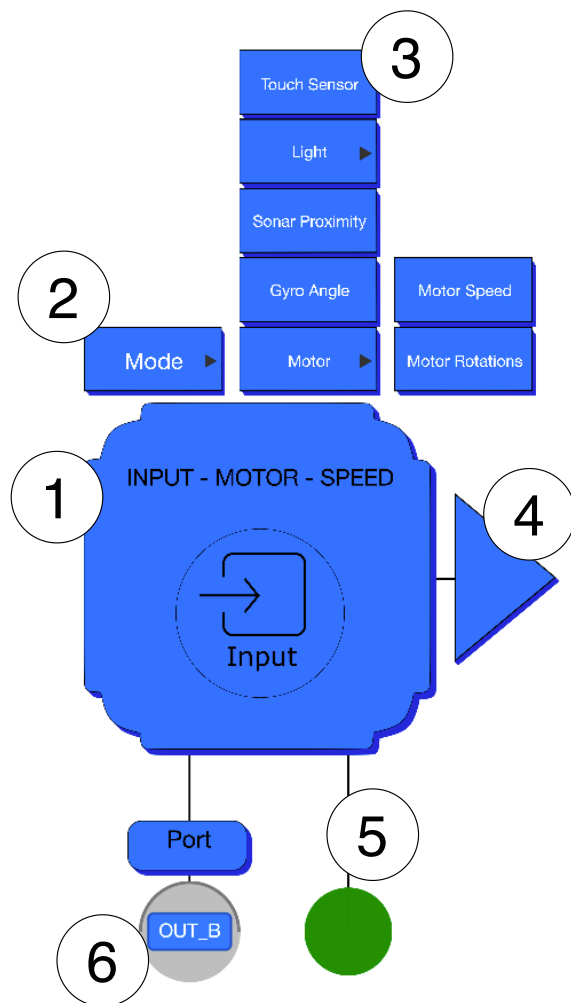 3
Touch Sensor
Light
Sonar Proximity
2
Gyro Angle
Motor Speed
Mode
Motor
Motor Rotations
1
INPUT - MOTOR - SPEED
4
Input
Port
5
OUT_B
6